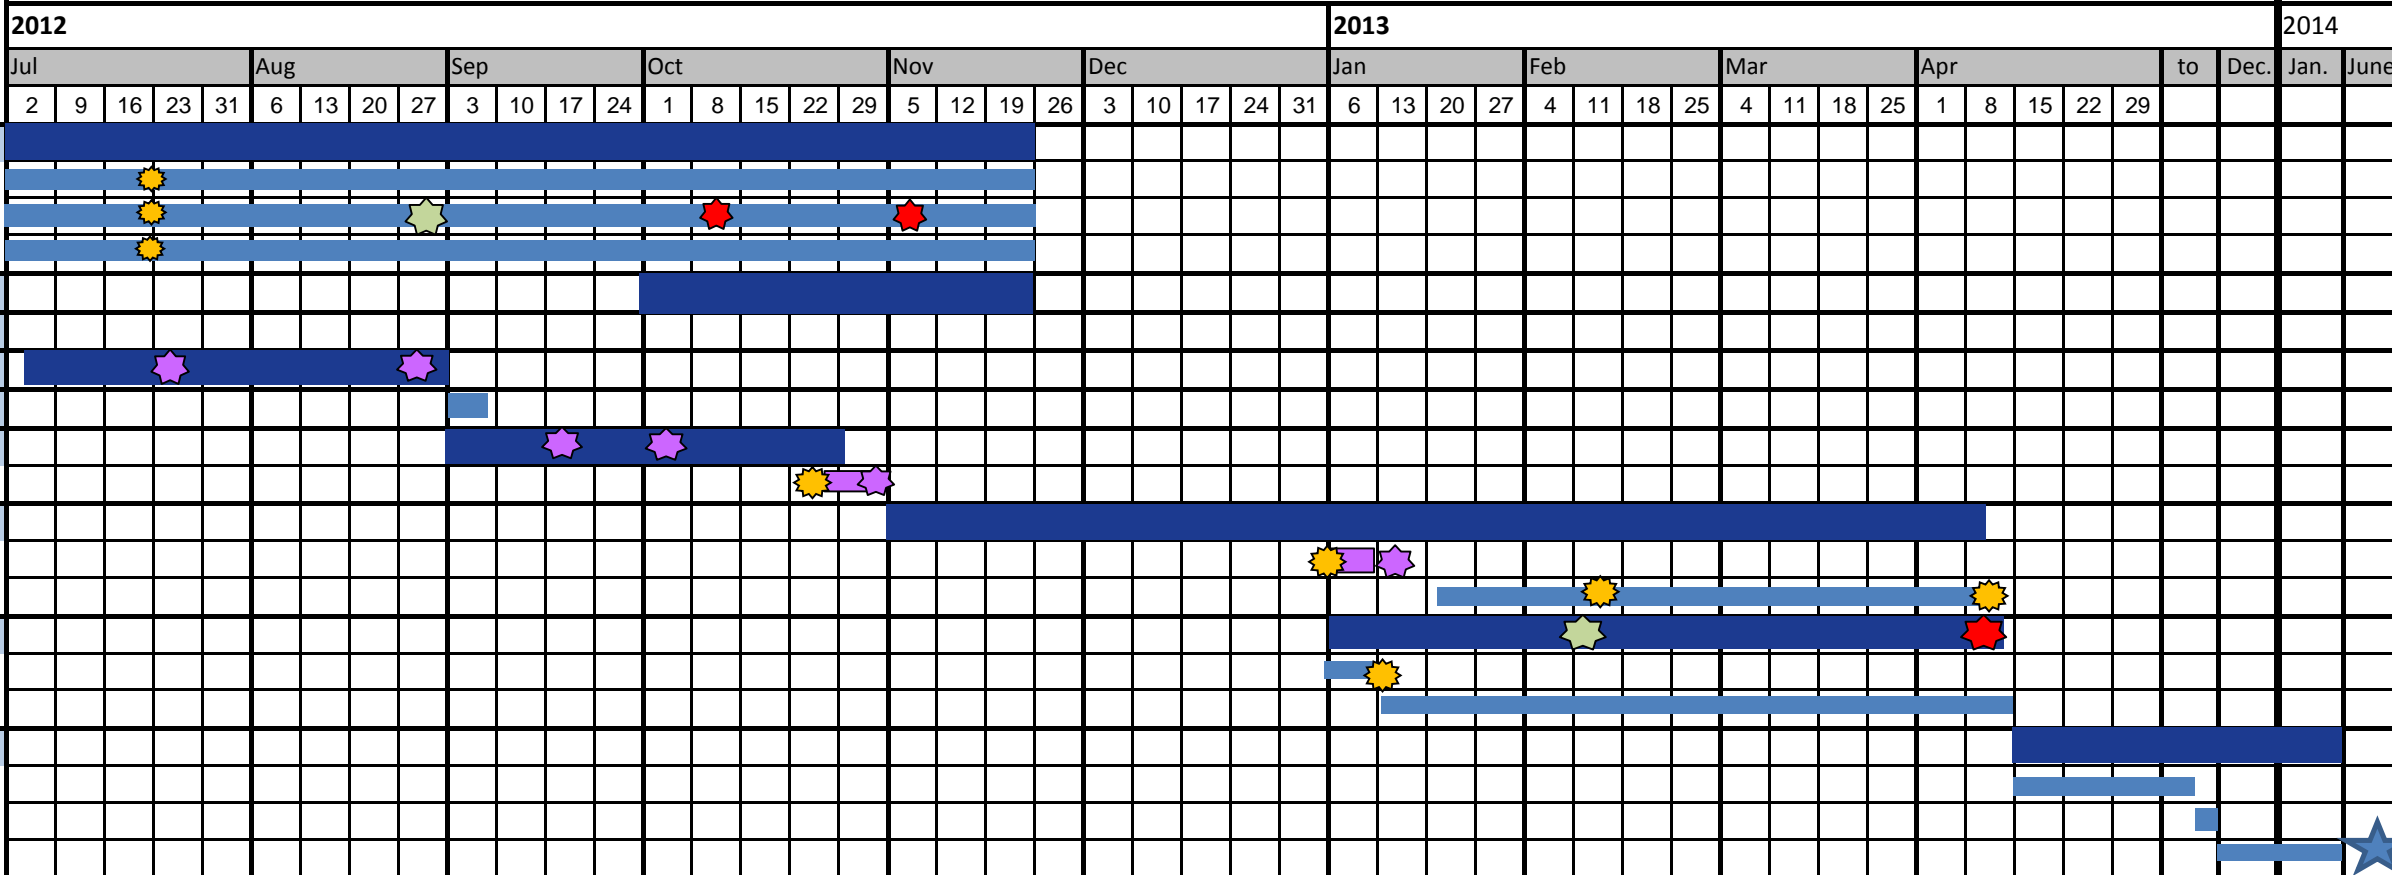 2012 2013 2014
Jul Aug Sep Oct Nov Dec Jan Feb Mar Apr to Dec. Jan. June
2 9 16 23 31 6 13 20 27 3 10 17 24 1 8 15 22 29 5 12 19 26 3 10 17 24 31 6 13 20 27 4 11 18 25 4 11 18 25 1 8 15 22 29